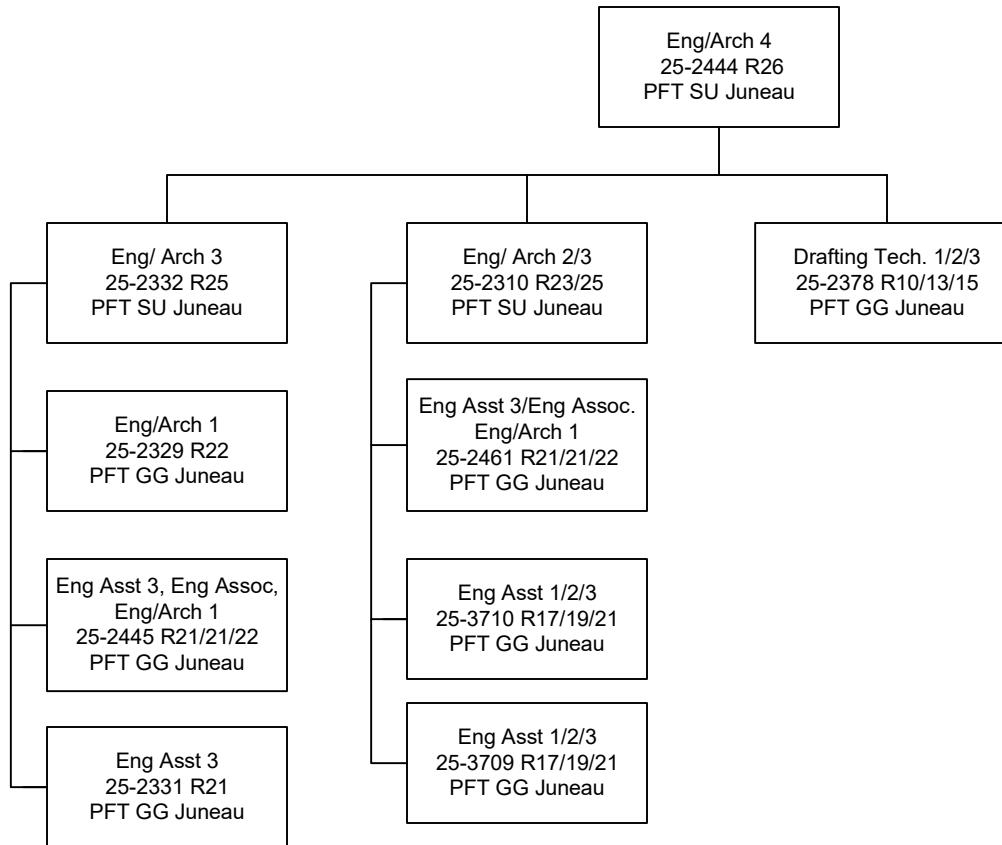 Eng/Arch 4
25-2444 R26
PFT SU Juneau
Eng/ Arch 3
25-2332 R25
PFT SU Juneau
Eng/Arch 1
25-2329 R22
PFT GG Juneau
Eng Asst 3, Eng Assoc,
Eng/Arch 1
25-2445 R21/21/22
PFT GG Juneau
Eng Asst 3
25-2331 R21
PFT GG Juneau
Eng/ Arch 2/3
25-2310 R23/25
PFT SU Juneau
Eng Asst 3/Eng Assoc.
Eng/Arch 1
25-2461 R21/21/22
PFT GG Juneau
Eng Asst 1/2/3
25-3710 R17/19/21
PFT GG Juneau
Eng Asst 1/2/3
25-3709 R17/19/21
PFT GG Juneau
Drafting Tech. 1/2/3
25-2378 R10/13/15
PFT GG Juneau